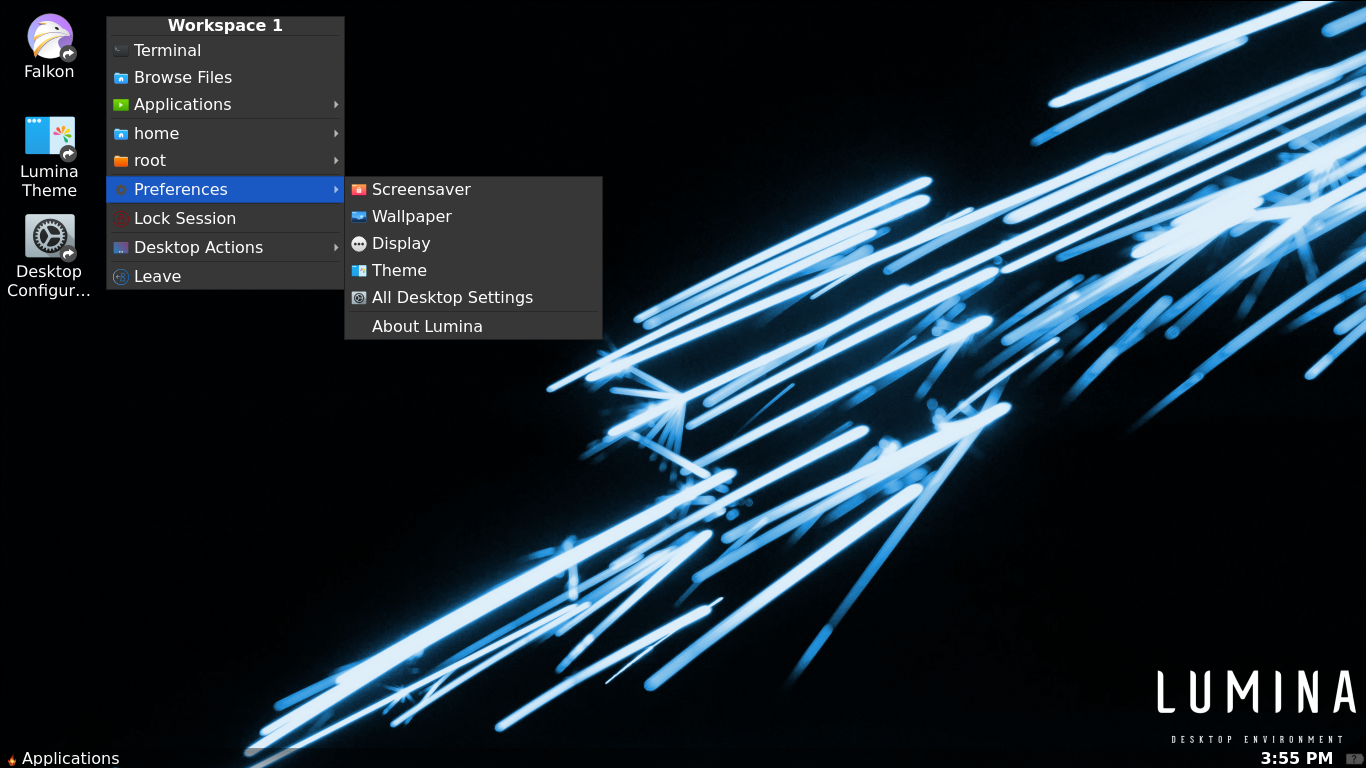 Falkon
Lumina
Theme
Desktop
Configur...
Workspace 1
Terminal
Browse Files
Applications
home
root
Preferences
Lock Session
Desktop Actions
Leave
Screensaver
Wallpaper
Display
Theme
All Desktop Settings
About Lumina
LUMINA
DESKTOP ENVIRONMENT
Applications
3:55 PM
?